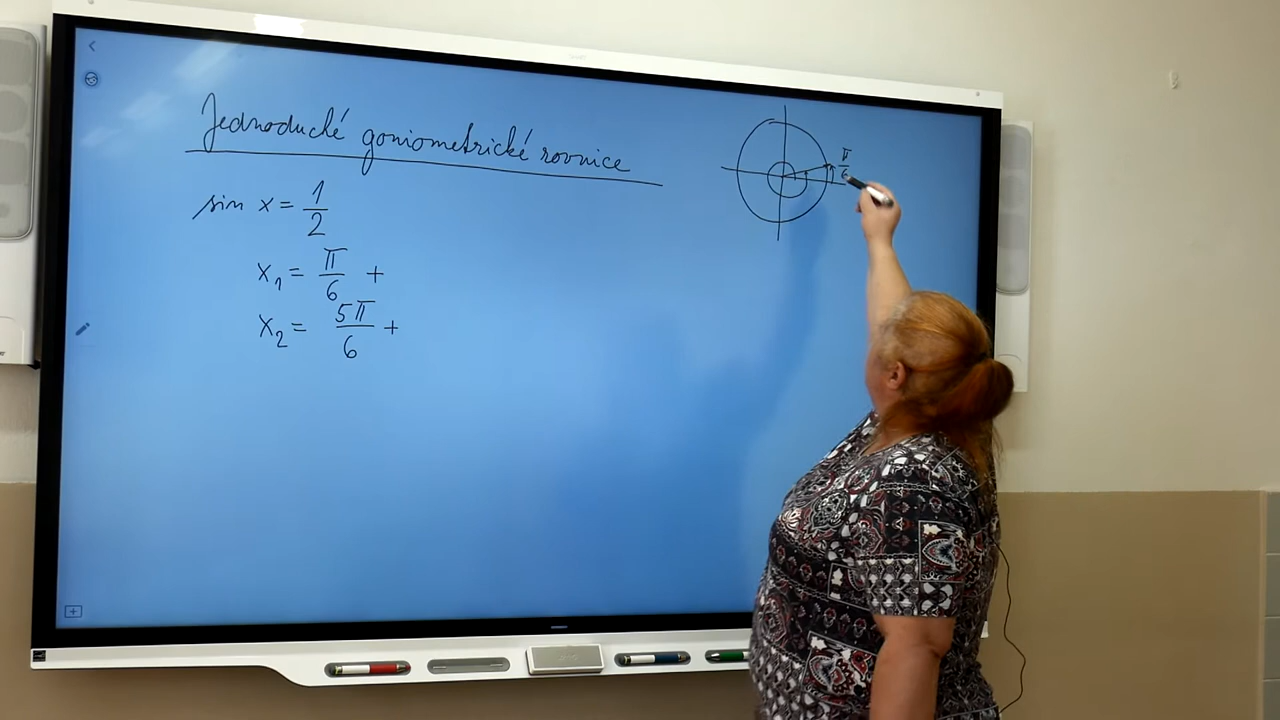 Jednoduché goniometrické rovnice
sin x = 1/2
x₁ = π/6 +
x₂ = 5π/6 +
π/6